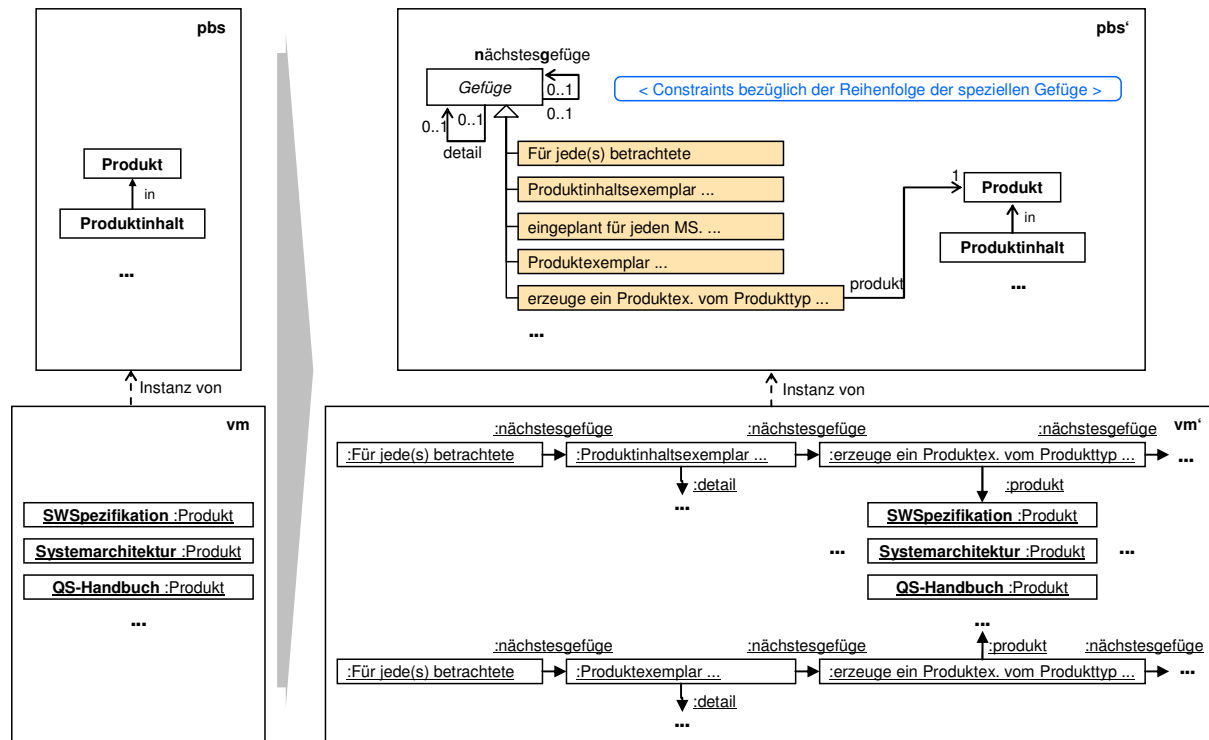 pbs
Produkt
in
Produktinhalt
...
Instanz von
vm
SWSpezifikation :Produkt
Systemarchitektur :Produkt
QS-Handbuch :Produkt
...
pbs‘
nächstesgefüge
Gefüge
0..1
0..1
0..1
0..1
detail
< Constraints bezüglich der Reihenfolge der speziellen Gefüge >
Für jede(s) betrachtete
Produktinhaltsexemplar ...
eingeplant für jeden MS. ...
Produktexemplar ...
erzeuge ein Produktex. vom Produkttyp ...
...
produkt
1
Produkt
in
Produktinhalt
...
Instanz von
vm‘
:nächstesgefüge
:nächstesgefüge
:nächstesgefüge
:Für jede(s) betrachtete
:Produktinhaltsexemplar ...
:erzeuge ein Produktex. vom Produkttyp ...
...
:detail
...
:produkt
SWSpezifikation :Produkt
...
Systemarchitektur :Produkt
...
QS-Handbuch :Produkt
...
:nächstesgefüge
:nächstesgefüge
:produkt
:nächstesgefüge
:Für jede(s) betrachtete
:Produktexemplar ...
:erzeuge ein Produktex. vom Produkttyp ...
...
:detail
...